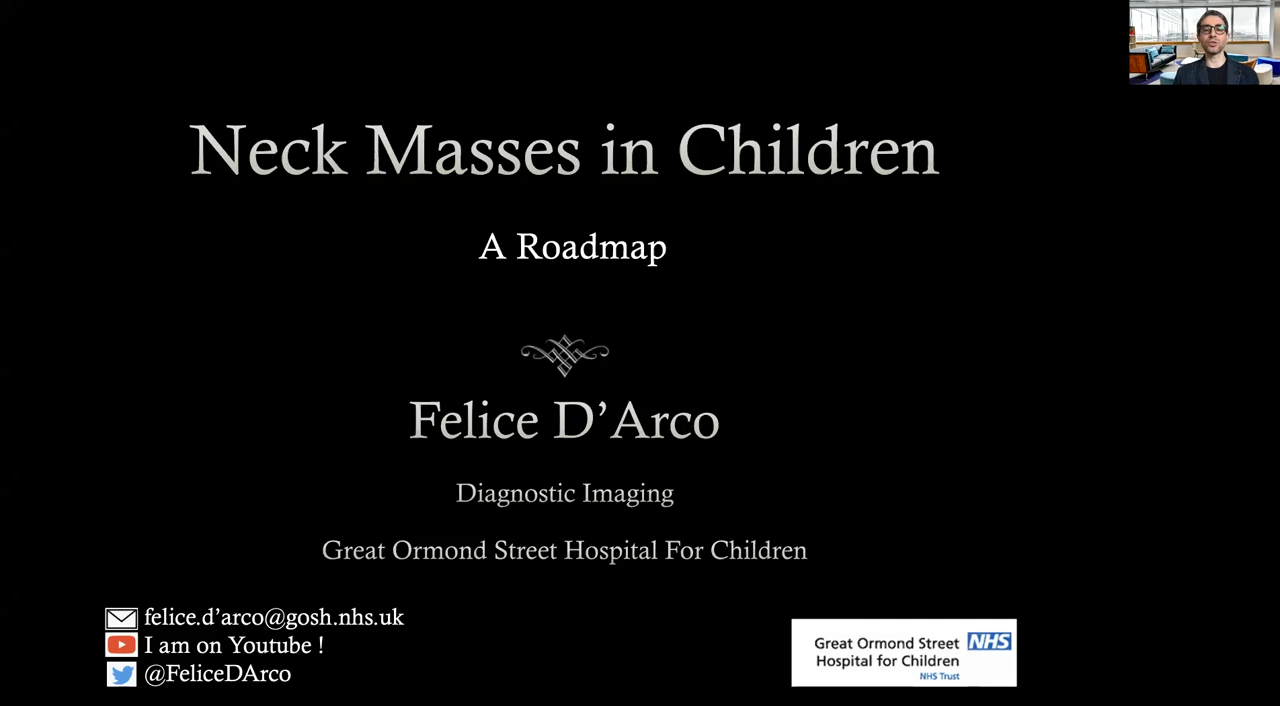 Neck Masses in Children
A Roadmap
Felice D’Arco
Diagnostic Imaging
Great Ormond Street Hospital For Children
felice.d’arco@gosh.nhs.uk
I am on Youtube !
@FeliceDArco
Great Ormond Street NHS
Hospital for Children
NHS Trust